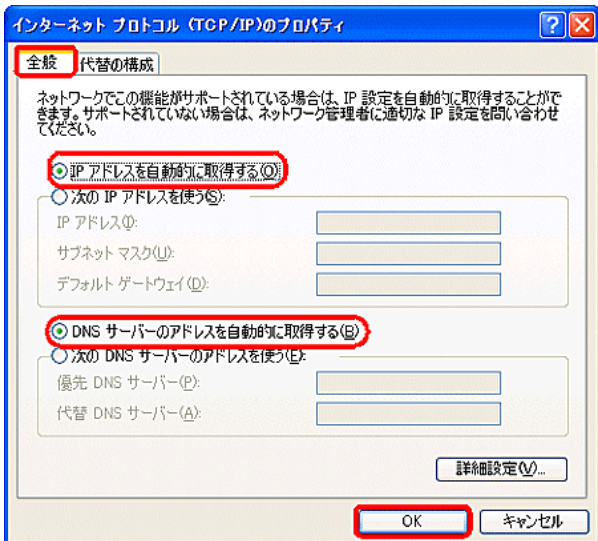 インターネット プロトコル (TCP/IP)のプロパティ
全般
代替の構成
ネットワークでこの機能がサポートされている場合は、IP 設定を自動的に取得することがで
きます。サポートされていない場合は、ネットワーク管理者に適切な IP 設定を問い合わせ
てください。
IP アドレスを自動的に取得する(O)
次の IP アドレスを使う(S):
IP アドレス(I):
サブネット マスク(U):
デフォルト ゲートウェイ(D):
DNS サーバーのアドレスを自動的に取得する(B)
次の DNS サーバーのアドレスを使う(E):
優先 DNS サーバー(P):
代替 DNS サーバー(A):
詳細設定(V)...
OK
キャンセル